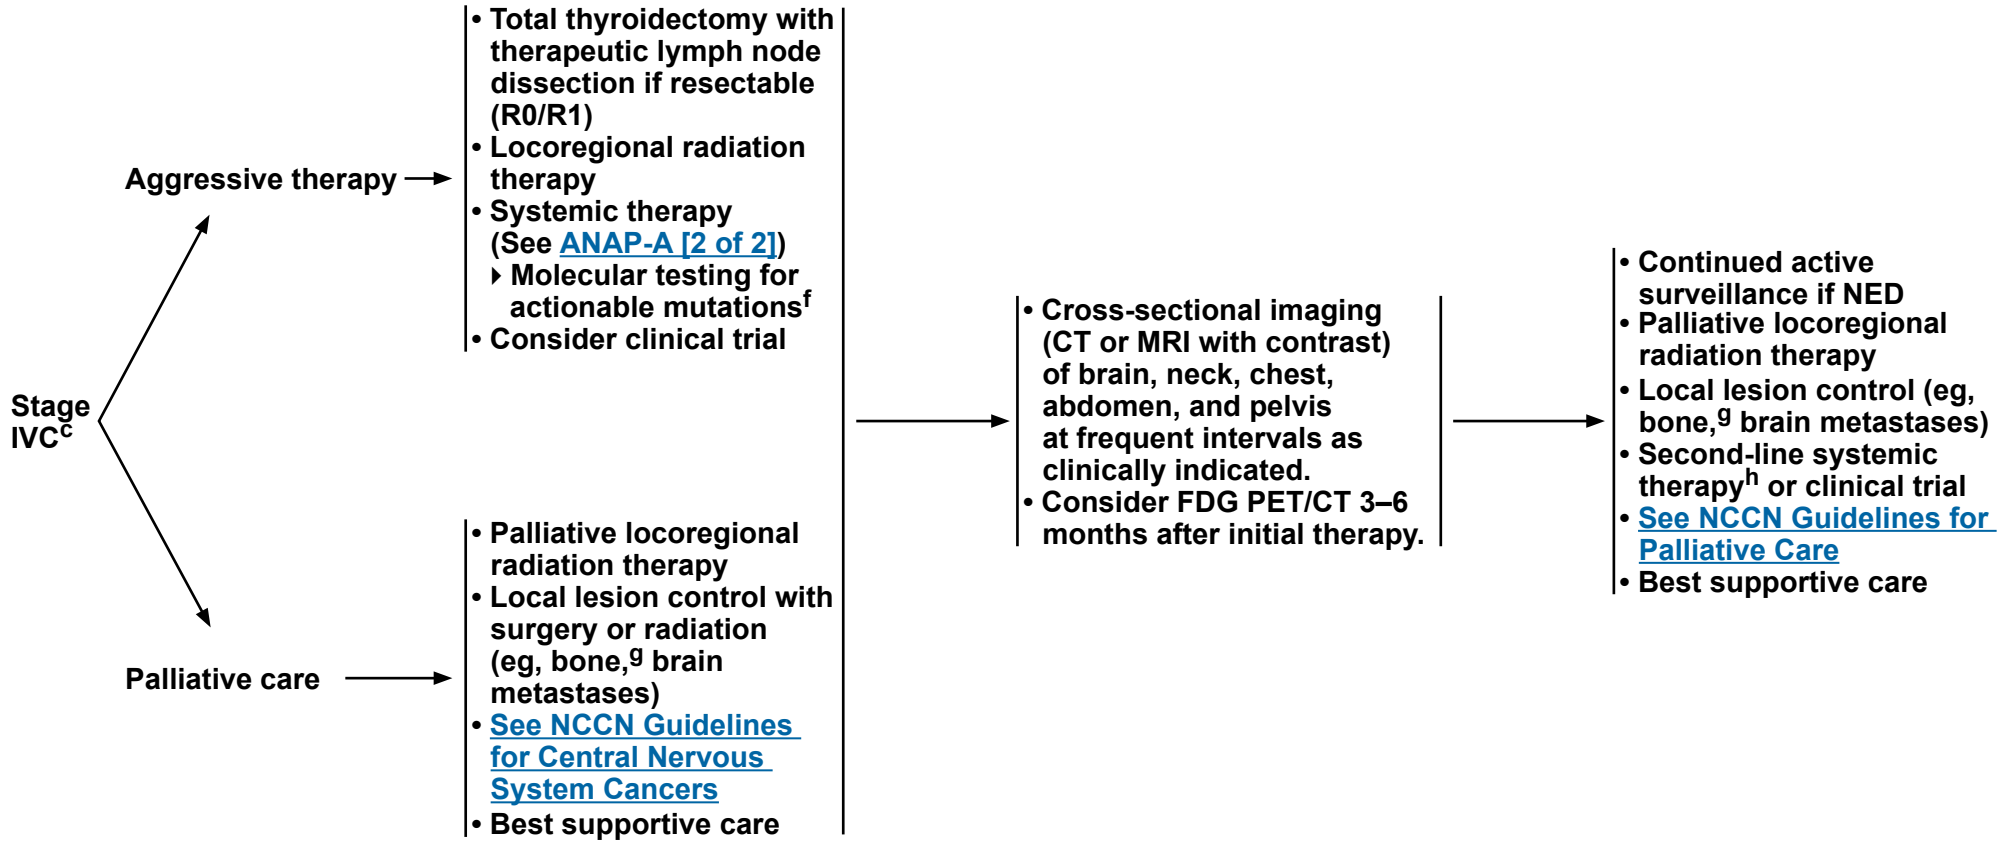 Stage
IVCc
Aggressive therapy
• Total thyroidectomy with
therapeutic lymph node
dissection if resectable
(R0/R1)
• Locoregional radiation
therapy
• Systemic therapy
(See ANAP-A [2 of 2])
▸ Molecular testing for
actionable mutationsf
• Consider clinical trial
Palliative care
• Palliative locoregional
radiation therapy
• Local lesion control with
surgery or radiation
(eg, bone,g brain
metastases)
• See NCCN Guidelines
for Central Nervous
System Cancers
• Best supportive care
• Cross-sectional imaging
(CT or MRI with contrast)
of brain, neck, chest,
abdomen, and pelvis
at frequent intervals as
clinically indicated.
• Consider FDG PET/CT 3–6
months after initial therapy.
• Continued active
surveillance if NED
• Palliative locoregional
radiation therapy
• Local lesion control (eg,
bone,g brain metastases)
• Second-line systemic
therapyh or clinical trial
• See NCCN Guidelines for
Palliative Care
• Best supportive care